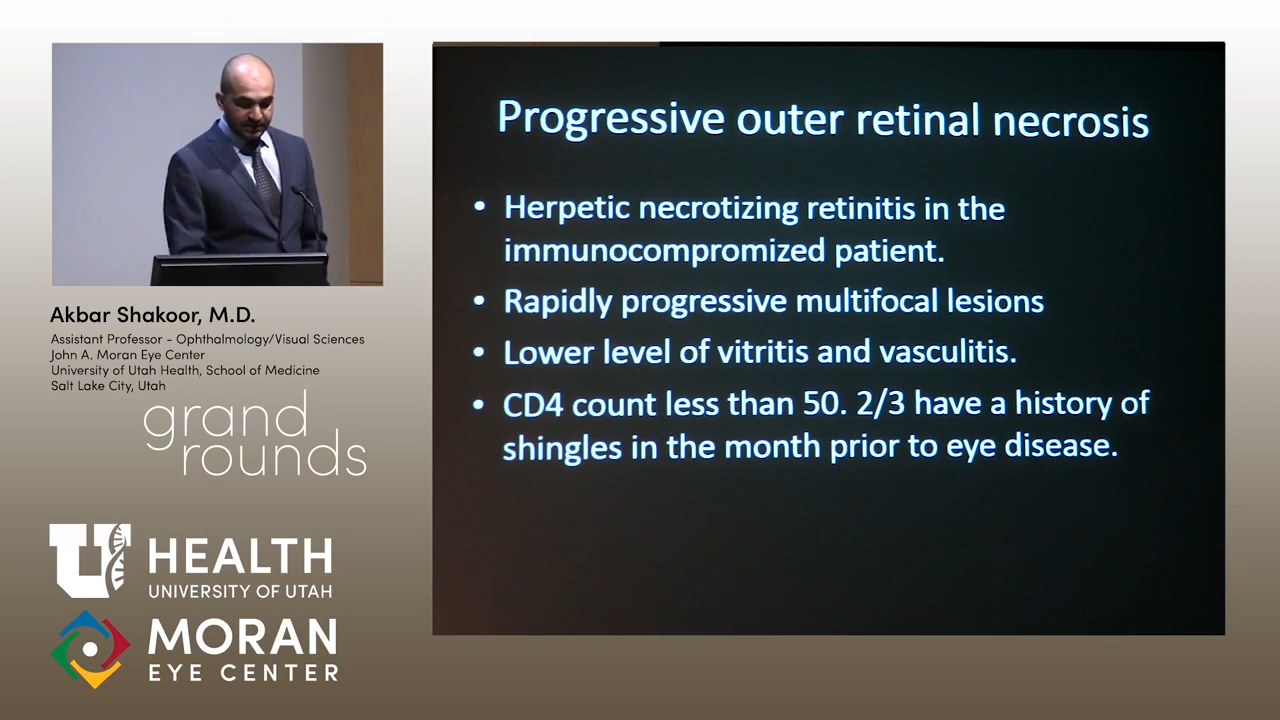 Akbar Shakoor, M.D.
Assistant Professor - Ophthalmology/Visual Sciences
John A. Moran Eye Center
University of Utah Health, School of Medicine
Salt Lake City, Utah
grand
rounds
U
HEALTH
UNIVERSITY OF UTAH
MORAN
EYE CENTER
Progressive outer retinal necrosis
• Herpetic necrotizing retinitis in the
immunocompromized patient.
• Rapidly progressive multifocal lesions
• Lower level of vitritis and vasculitis.
• CD4 count less than 50. 2/3 have a history of
shingles in the month prior to eye disease.